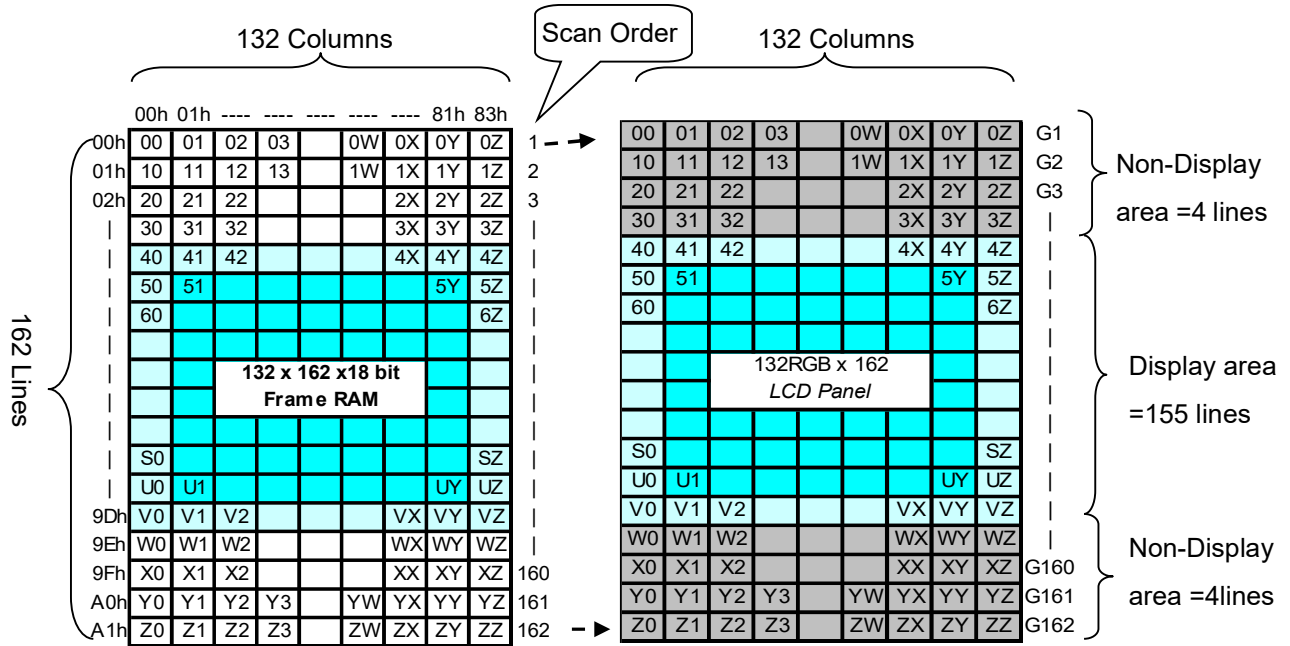 132 Columns
Scan Order
132 Columns
00h 01h ---- ---- ---- ---- ---- 81h 83h
00h 00 01 02 03 0W 0X 0Y 0Z 1
01h 10 11 12 13 1W 1X 1Y 1Z 2
02h 20 21 22 2X 2Y 2Z 3
30 31 32 3X 3Y 3Z
40 41 42 4X 4Y 4Z
50 51 5Y 5Z
60 6Z
162 Lines
132 x 162 x18 bit
Frame RAM
S0 SZ
U0 U1 UY UZ
9Dh V0 V1 V2 VX VY VZ
9Eh W0 W1 W2 WX WY WZ
9Fh X0 X1 X2 XX XY XZ 160
A0h Y0 Y1 Y2 Y3 YW YX YY YZ 161
A1h Z0 Z1 Z2 Z3 ZW ZX ZY ZZ 162
00 01 02 03 0W 0X 0Y 0Z G1
10 11 12 13 1W 1X 1Y 1Z G2
20 21 22 2X 2Y 2Z G3
30 31 32 3X 3Y 3Z
40 41 42 4X 4Y 4Z
50 51 5Y 5Z
60 6Z
132RGB x 162
LCD Panel
S0 SZ
U0 U1 UY UZ
V0 V1 V2 VX VY VZ
W0 W1 W2 WX WY WZ
X0 X1 X2 XX XY XZ G160
Y0 Y1 Y2 Y3 YW YX YY YZ G161
Z0 Z1 Z2 Z3 ZW ZX ZY ZZ G162
Non-Display
area =4 lines
Display area
=155 lines
Non-Display
area =4lines